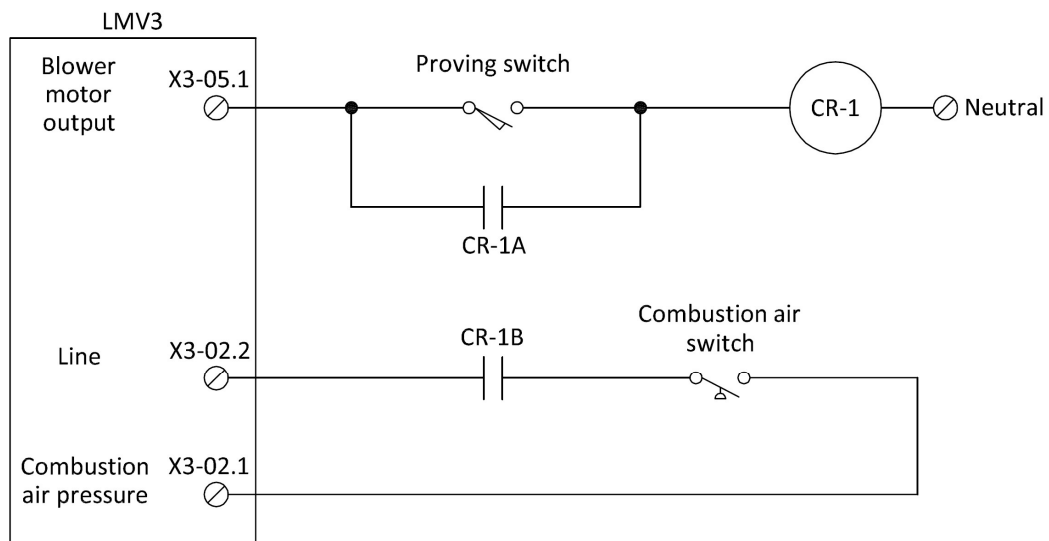 LMV3
Blower
motor
output
X3-05.1
Proving switch
CR-1
Neutral
CR-1A
Line
X3-02.2
CR-1B
Combustion air
switch
Combustion
air pressure
X3-02.1